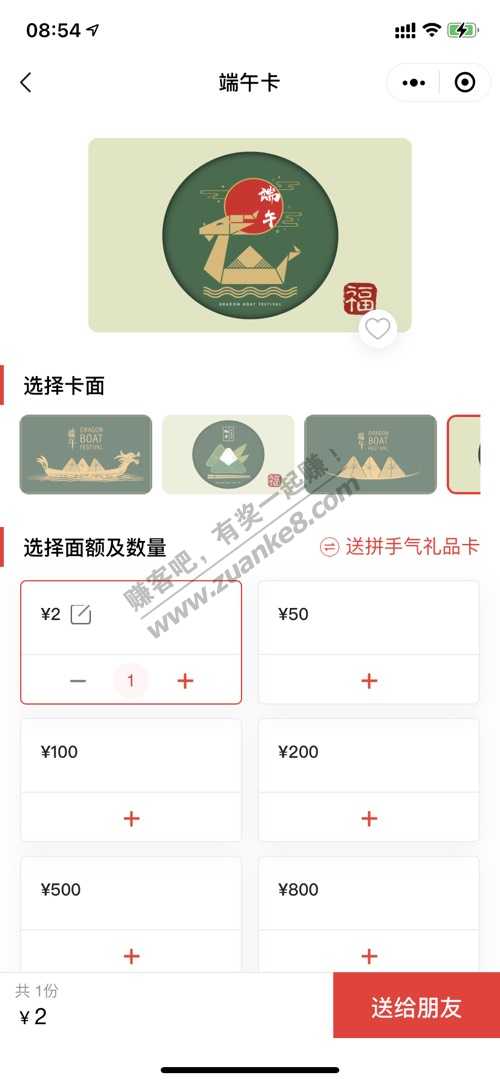 08:54
端午卡
端午
DRAGON BOAT FESTIVAL
福
选择卡面
端午
DRAGON
BOAT
FESTIVAL
福
端午
DRAGON
BOAT
FESTIVAL
选择面额及数量
送拼手气礼品卡
赚客吧,有奖一起赚!
www.zuanke8.com
¥2
¥50
1
¥100
¥200
¥500
¥800
共 1份
¥ 2
送给朋友